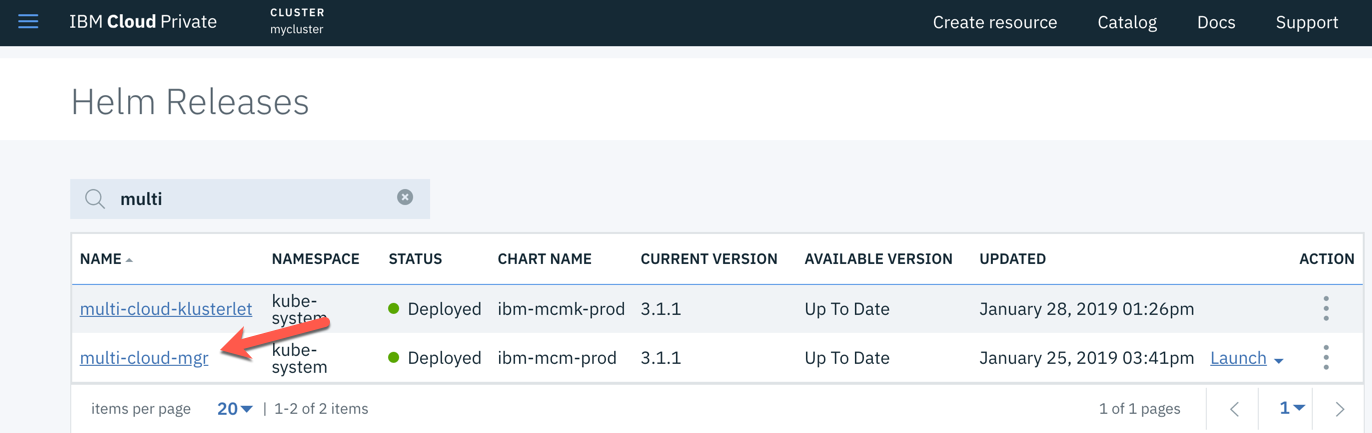 IBM Cloud Private CLUSTER Create resource Catalog Docs Support
mycluster
Helm Releases
multi
NAME NAMESPACE STATUS CHART NAME CURRENT VERSION AVAILABLE VERSION UPDATED ACTION
multi-cloud-klusterlet kube-system Deployed ibm-mcmk-prod 3.1.1 Up To Date January 28, 2019 01:26pm
multi-cloud-mgr kube-system Deployed ibm-mcm-prod 3.1.1 Up To Date January 25, 2019 03:41pm Launch
items per page 20 | 1-2 of 2 items 1 of 1 pages 1